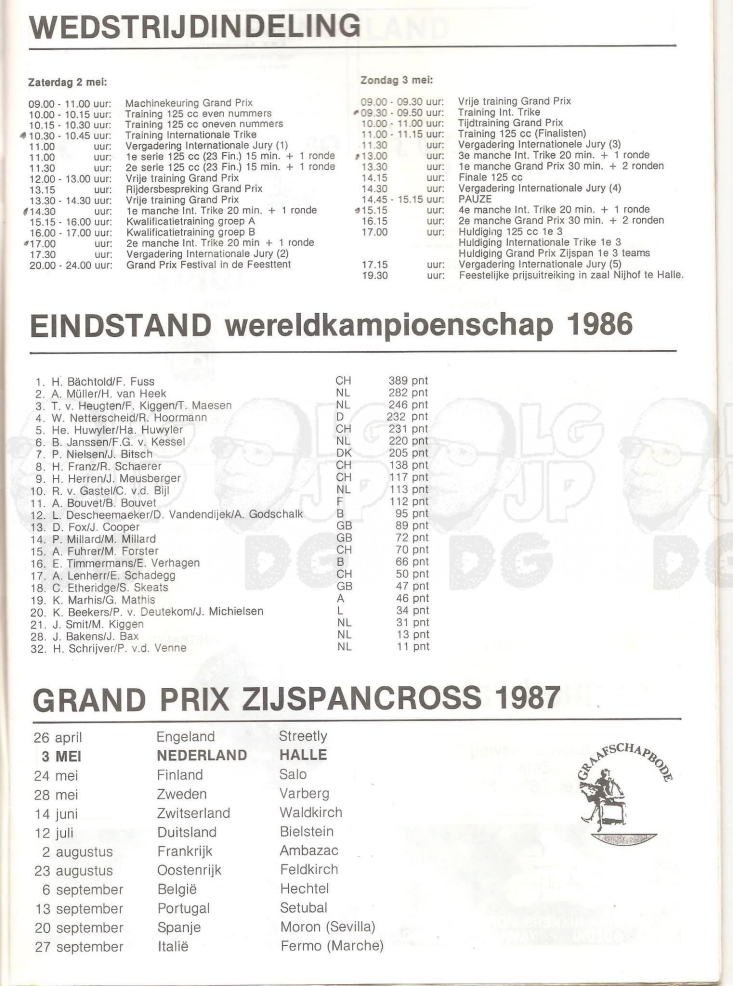 WEDSTRIJDINDELING
Zaterdag 2 mei:
09.00 - 11.00 uur: Machinekeuring Grand Prix
10.00 - 10.15 uur: Training 125 cc even nummers
10.15 - 10.30 uur: Training 125 cc oneven nummers
10.30 - 10.45 uur: Training Internationale Trike
11.00 uur: Vergadering Internationale Jury (1)
11.00 uur: 1e serie 125 cc (23 Fin.) 15 min. + 1 ronde
11.30 uur: 2e serie 125 cc (23 Fin.) 15 min. + 1 ronde
12.00 - 13.00 uur: Vrije training Grand Prix
13.15 uur: Rijdersbespreking Grand Prix
13.30 - 14.30 uur: Vrije training Grand Prix
14.30 uur: 1e manche Int. Trike 20 min. + 1 ronde
15.15 - 16.00 uur: Kwalificatietraining groep A
16.00 - 17.00 uur: Kwalificatietraining groep B
17.00 uur: 2e manche Int. Trike 20 min + 1 ronde
17.30 uur: Vergadering Internationale Jury (2)
20.00 - 24.00 uur: Grand Prix Festival in de Feesttent
Zondag 3 mei:
09.00 - 09.30 uur: Vrije training Grand Prix
09.30 - 09.50 uur: Training Int. Trike
10.00 - 11.00 uur: Tijdtraining Grand Prix
11.00 - 11.15 uur: Training 125 cc (Finalisten)
11.30 uur: Vergadering Internationele Jury (3)
13.00 uur: 3e manche Int. Trike 20 min. + 1 ronde
13.30 uur: 1e manche Grand Prix 30 min. + 2 ronden
14.15 uur: Finale 125 cc
14.30 uur: Vergadering Internationale Jury (4)
14.45 - 15.15 uur: PAUZE
15.15 uur: 4e manche Int. Trike 20 min. + 1 ronde
16.15 uur: 2e manche Grand Prix 30 min. + 2 ronden
17.00 uur: Huldiging 125 cc 1e 3
Huldiging Internationale Trike 1e 3
Huldiging Grand Prix Zijspan 1e 3 teams
17.15 uur: Vergadering Internationale Jury (5)
19.30 uur: Feestelijke prijsuitreiking in zaal Nijhof te Halle.
EINDSTAND wereldkampioenschap 1986
1. H. Bächtold/F. Fuss CH 389 pnt
2. A. Müller/H. van Heek NL 282 pnt
3. T. v. Heugten/F. Kiggen/T. Maesen NL 246 pnt
4. W. Netterscheid/R. Hoormann D 232 pnt
5. He. Huwyler/Ha. Huwyler CH 231 pnt
6. B. Janssen/F.G. v. Kessel NL 220 pnt
7. P. Nielsen/J. Bitsch DK 205 pnt
8. H. Franz/R. Schaerer CH 138 pnt
9. H. Herren/J. Meusberger CH 117 pnt
10. R. v. Gastel/C. v.d. Bijl NL 113 pnt
11. A. Bouvet/B. Bouvet F 112 pnt
12. L. Descheemaeker/D. Vandendijek/A. Godschalk B 95 pnt
13. D. Fox/J. Cooper GB 89 pnt
14. P. Millard/M. Millard GB 72 pnt
15. A. Fuhrer/M. Forster CH 70 pnt
16. E. Timmermans/E. Verhagen B 66 pnt
17. A. Lenherr/E. Schadegg CH 50 pnt
18. C. Etheridge/S. Skeats GB 47 pnt
19. K. Marhis/G. Mathis A 46 pnt
20. K. Beekers/P. v. Deutekom/J. Michielsen L 34 pnt
21. J. Smit/M. Kiggen NL 31 pnt
28. J. Bakens/J. Bax NL 13 pnt
32. H. Schrijver/P. v.d. Venne NL 11 pnt
LG JP DG
LG JP DG
LG JP DG
GRAND PRIX ZIJSPANCROSS 1987
26 april Engeland Streetly
3 MEI NEDERLAND HALLE
24 mei Finland Salo
28 mei Zweden Varberg
14 juni Zwitserland Waldkirch
12 juli Duitsland Bielstein
2 augustus Frankrijk Ambazac
23 augustus Oostenrijk Feldkirch
6 september België Hechtel
13 september Portugal Setubal
20 september Spanje Moron (Sevilla)
27 september Italië Fermo (Marche)
GRAAFSCHAPBODE